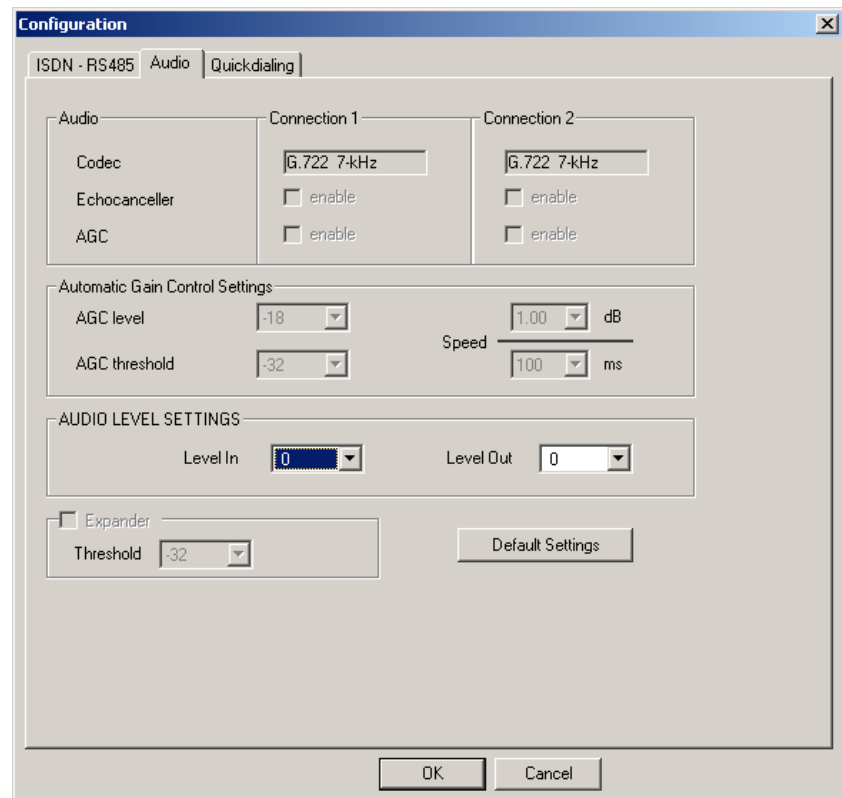 Configuration
ISDN - RS485 Audio Quickdialing
Audio Connection 1 Connection 2
Codec G.722 7-kHz G.722 7-kHz
Echocanceller enable enable
AGC enable enable
Automatic Gain Control Settings
AGC level -18 1.00 dB
Speed
AGC threshold -32 100 ms
AUDIO LEVEL SETTINGS
Level In 0 Level Out 0
Expander
Threshold -32 Default Settings
OK Cancel